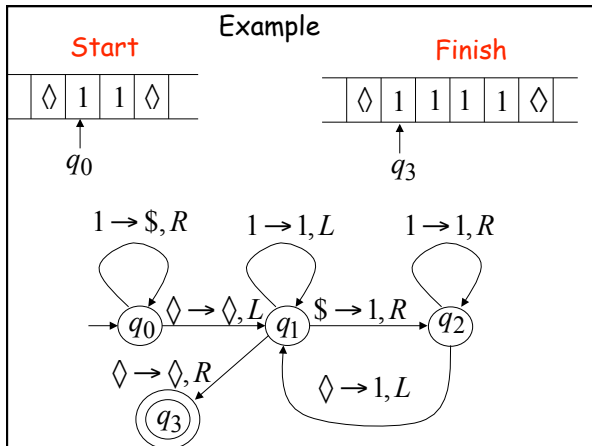 Example
Start
Finish
◊ 1 1 ◊
◊ 1 1 1 1 ◊
q0
q3
1 → $, R
1 → 1, L
1 → 1, R
q0
◊ → ◊, L
q1
$ → 1, R
q2
◊ → ◊, R
◊ → 1, L
q3